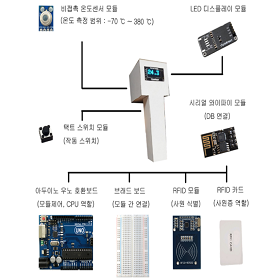 비접촉 온도센서 모듈
(온도 측정 범위 : -70 ℃ ~ 380 ℃)
LED 디스플레이 모듈
24.3
시리얼 와이파이 모듈
(DB 연결)
택트 스위치 모듈
(작동 스위치)
아두이노 우노 호환보드
(모듈제어, CPU 역할)
브레드 보드
(모듈 간 연결)
RFID 모듈
(사원 식별)
RFID 카드
(사원증 역할)
UNO